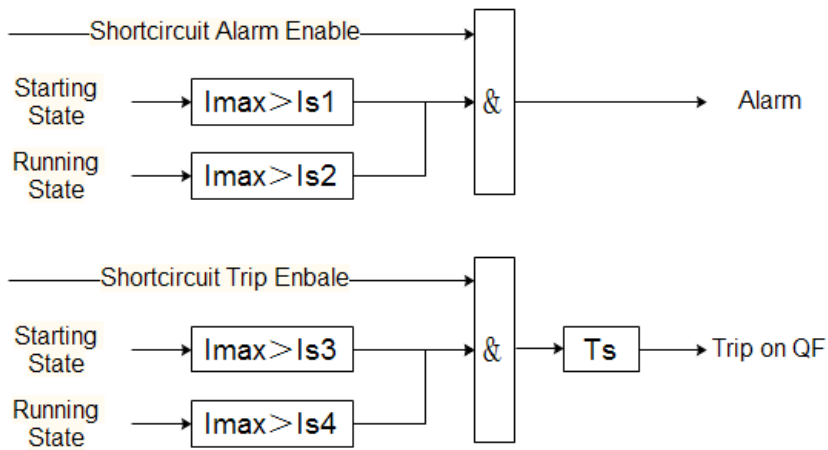 Shortcircuit Alarm Enable
Starting
State
Imax＞Is1
&
Alarm
Running
State
Imax＞Is2
Shortcircuit Trip Enbale
Starting
State
Imax＞Is3
&
Ts
Trip on QF
Running
State
Imax＞Is4